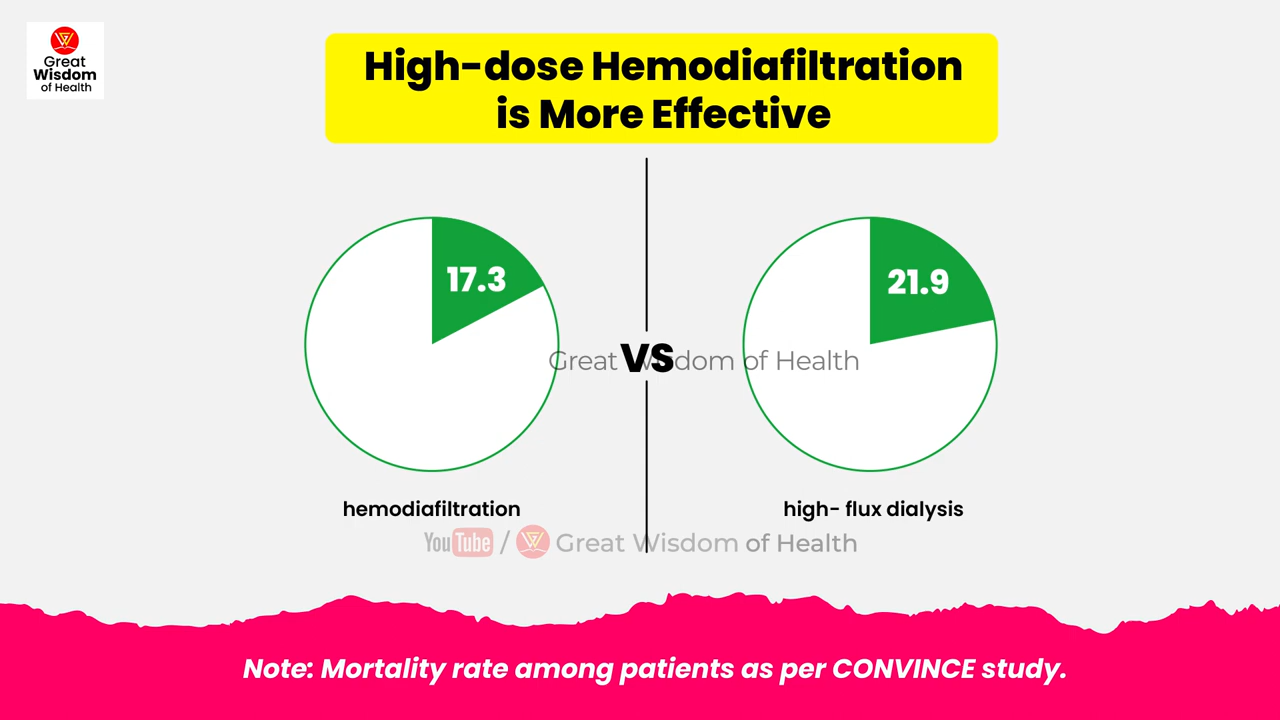 Great
Wisdom
of Health
High-dose Hemodiafiltration
is More Effective
17.3
21.9
VS
Great Wisdom of Health
hemodiafiltration
high- flux dialysis
YouTube / Great Wisdom of Health
Note: Mortality rate among patients as per CONVINCE study.